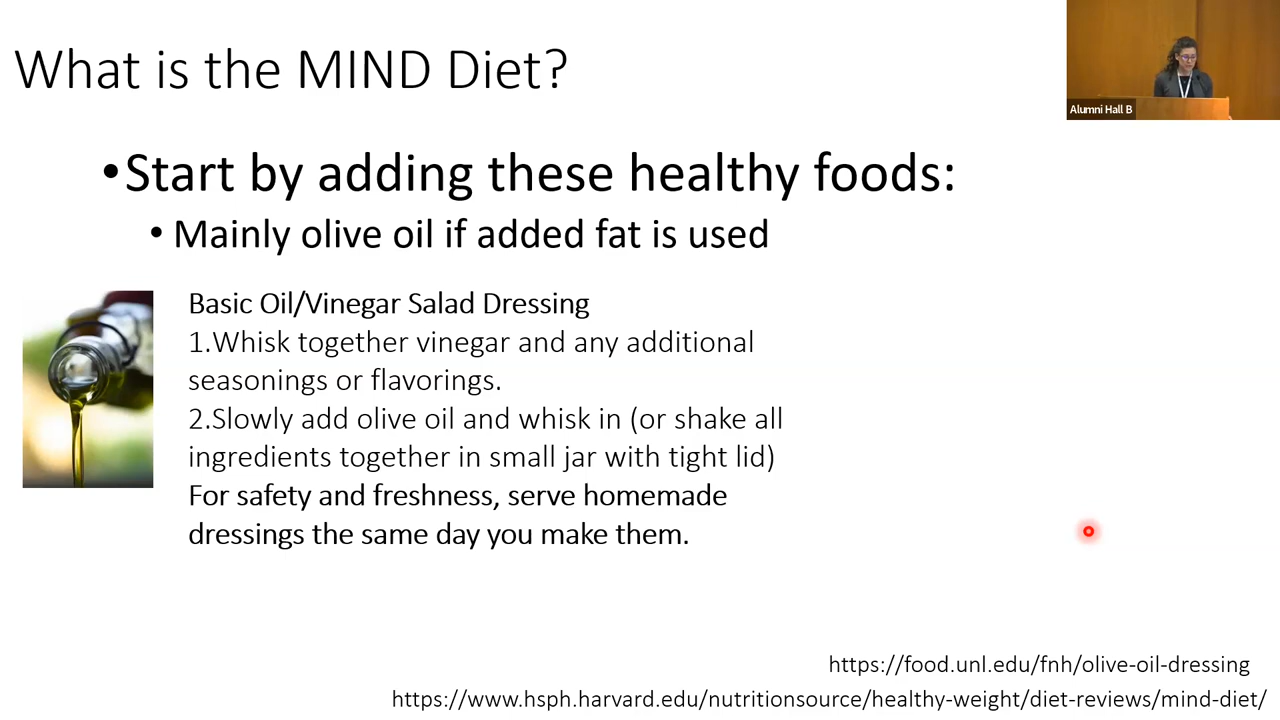 What is the MIND Diet?
Alumni Hall B
•Start by adding these healthy foods:
• Mainly olive oil if added fat is used
Basic Oil/Vinegar Salad Dressing
1.Whisk together vinegar and any additional
seasonings or flavorings.
2.Slowly add olive oil and whisk in (or shake all
ingredients together in small jar with tight lid)
For safety and freshness, serve homemade
dressings the same day you make them.
https://food.unl.edu/fnh/olive-oil-dressing
https://www.hsph.harvard.edu/nutritionsource/healthy-weight/diet-reviews/mind-diet/